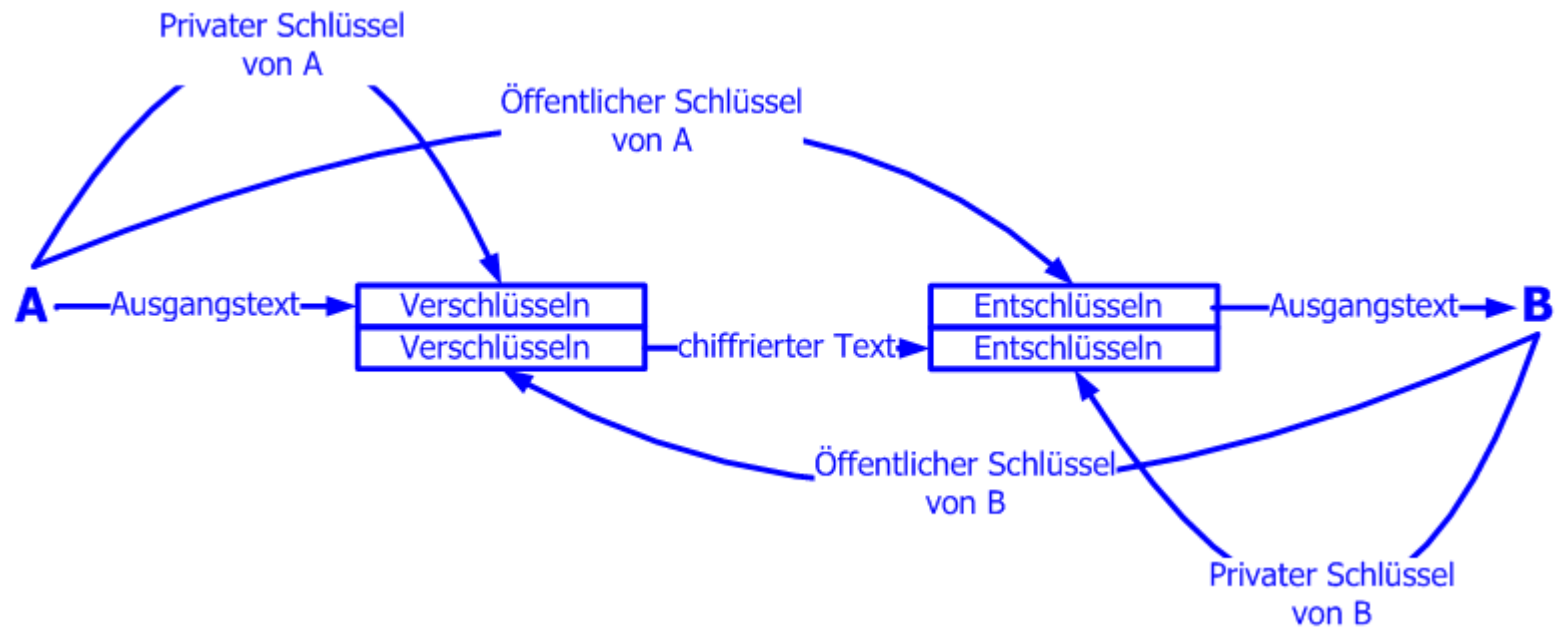 Privater Schlüssel
von A
Öffentlicher Schlüssel
von A
A Ausgangstext Verschlüsseln Entschlüsseln Ausgangstext B
Verschlüsseln chiffrierter Text Entschlüsseln
Öffentlicher Schlüssel
von B
Privater Schlüssel
von B